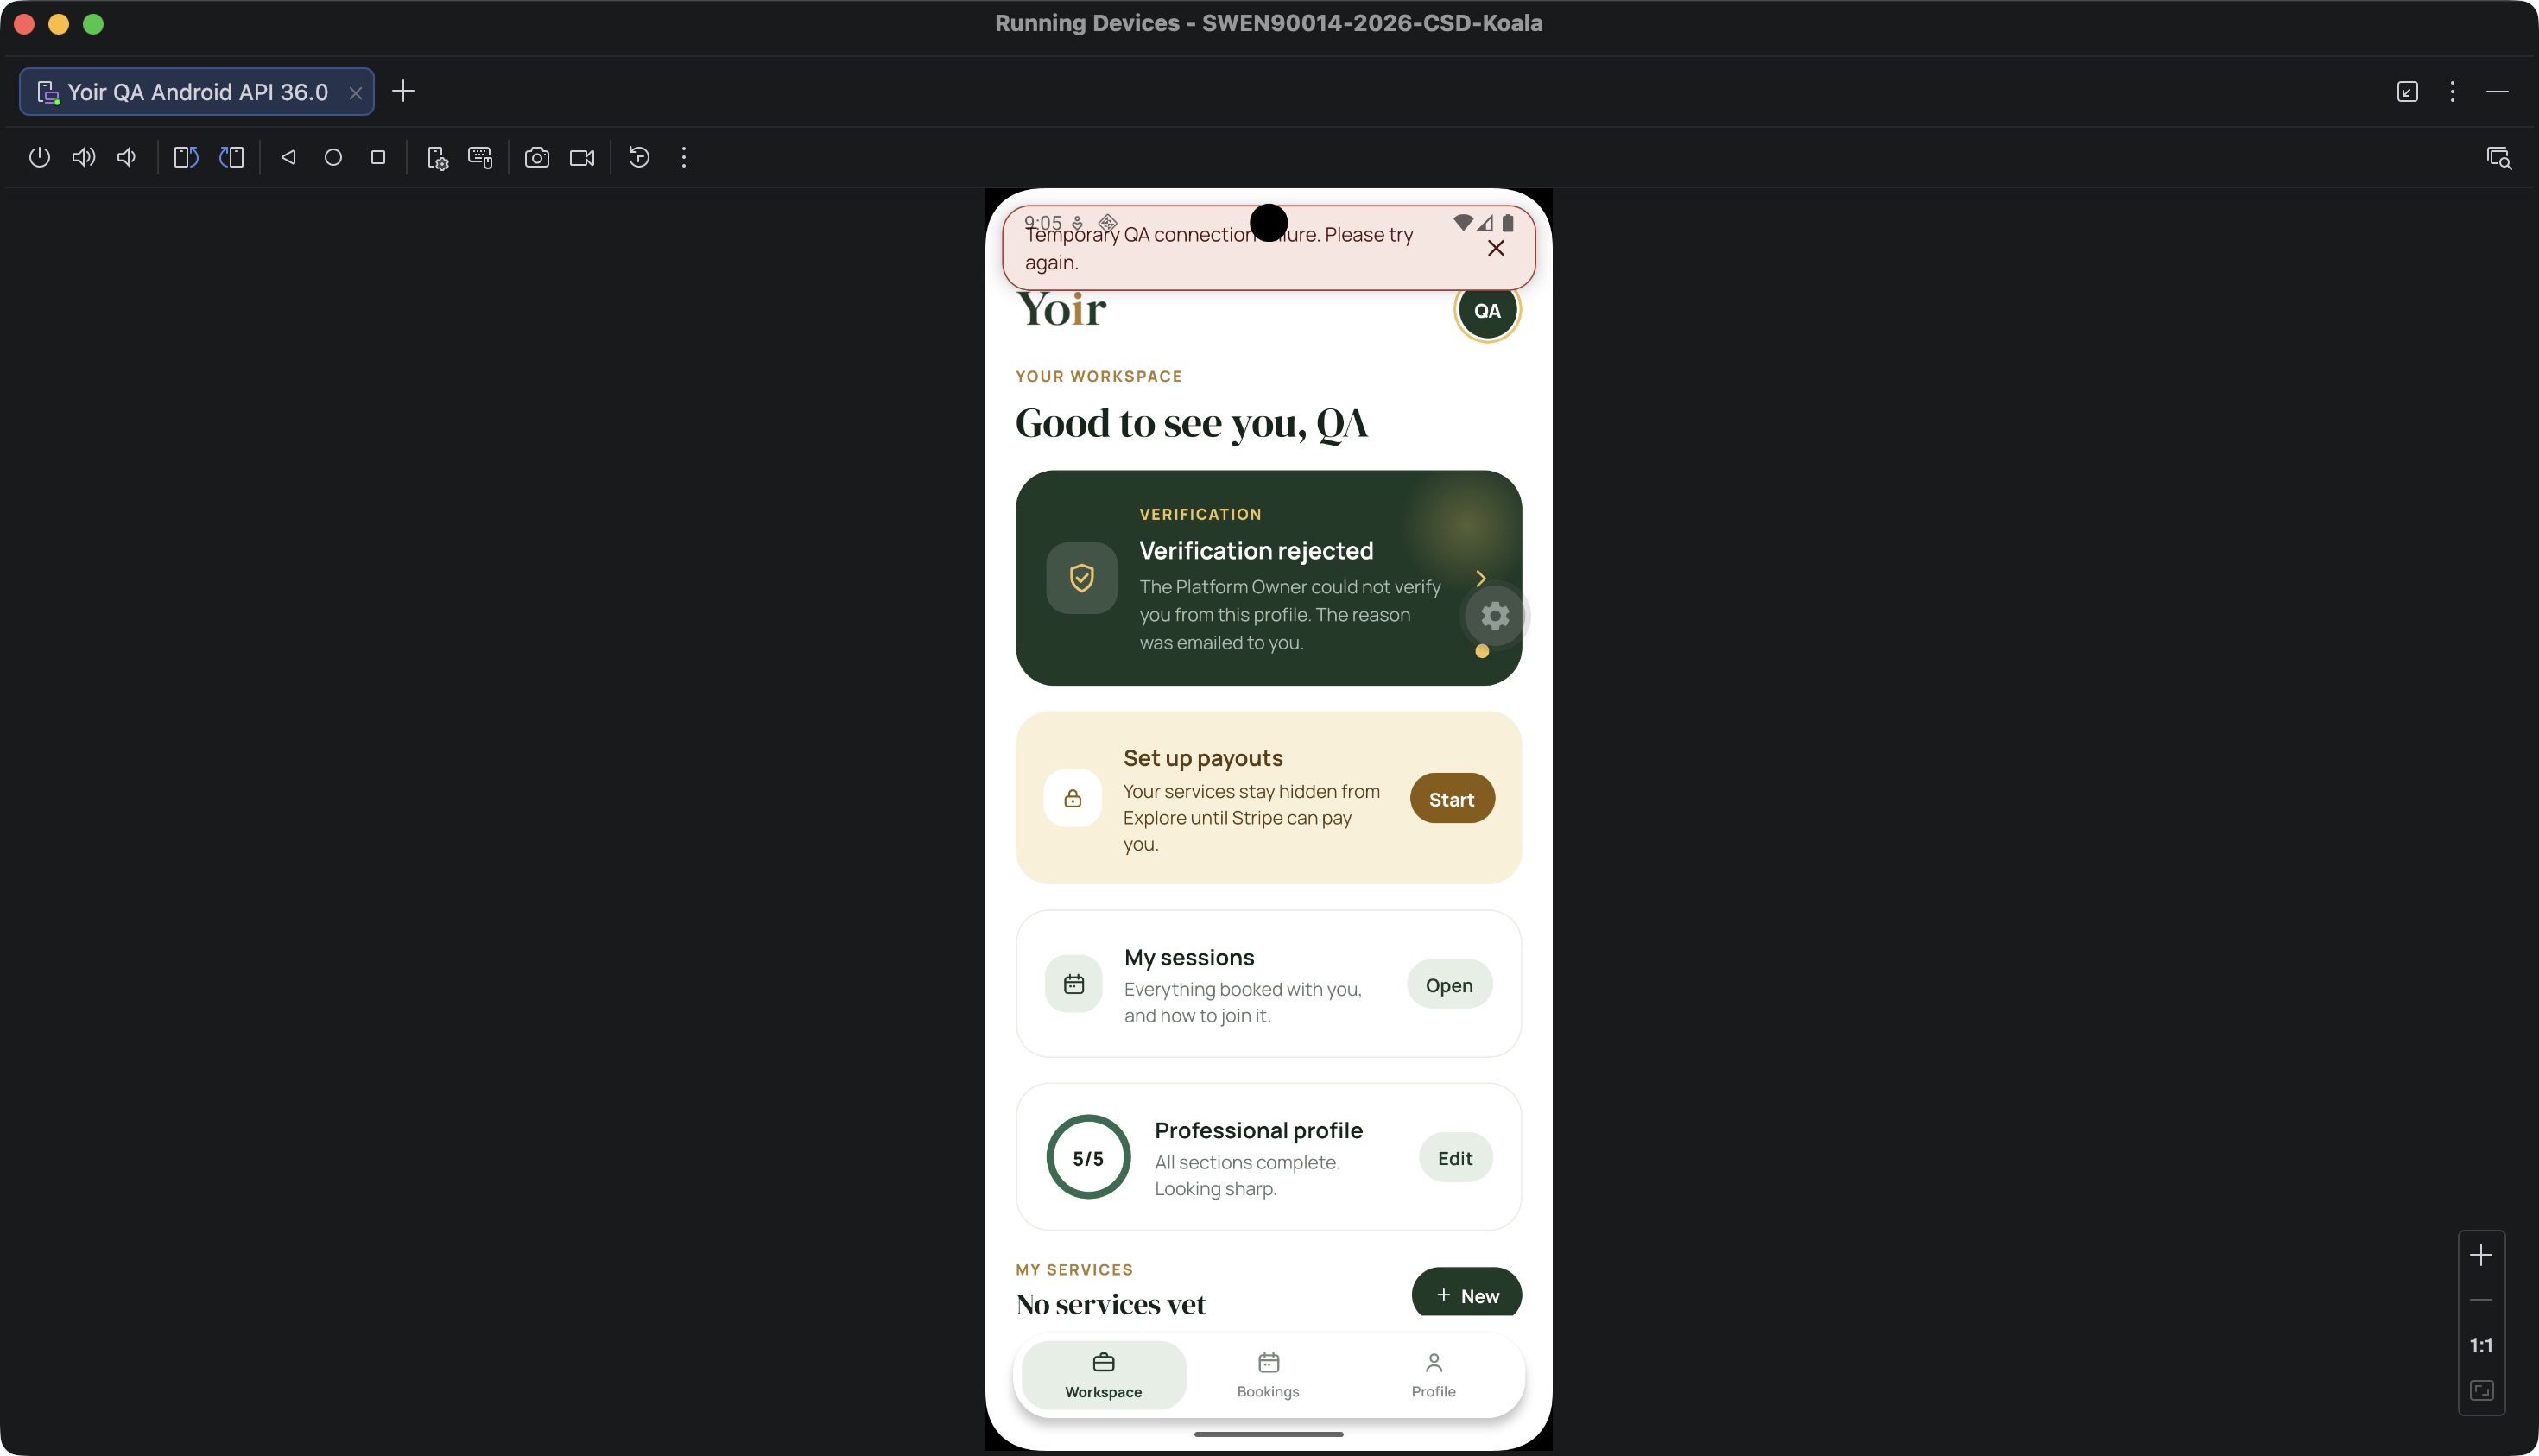 Running Devices - SWEN90014-2026-CSD-Koala
Yoir QA Android API 36.0
9:05
Temporary QA connection. Please try
again.
Yoir
QA
YOUR WORKSPACE
Good to see you, QA
VERIFICATION
Verification rejected
The Platform Owner could not verify
you from this profile. The reason
was emailed to you.
Set up payouts
Your services stay hidden from
Explore until Stripe can pay
you.
Start
My sessions
Everything booked with you,
and how to join it.
Open
5/5
Professional profile
All sections complete.
Looking sharp.
Edit
MY SERVICES
No services vet
+ New
Workspace
Bookings
Profile
1:1